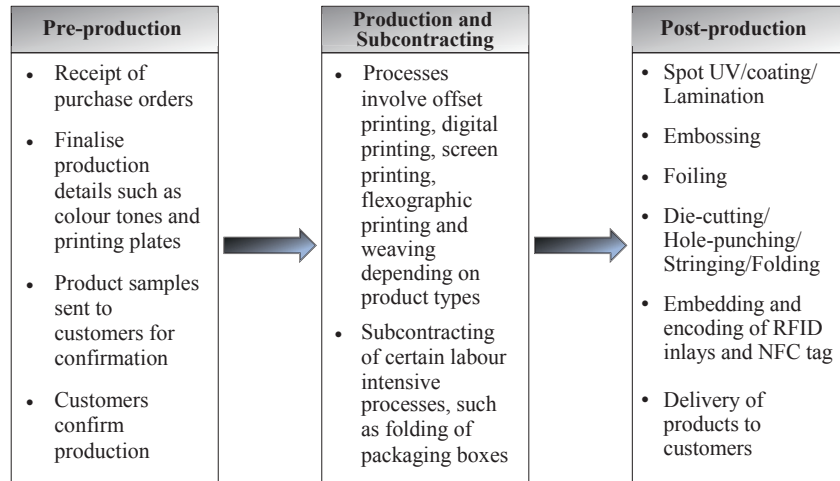 Pre-production
• Receipt of
purchase orders
• Finalise
production
details such as
colour tones and
printing plates
• Product samples
sent to
customers for
confirmation
• Customers
confirm
production
Production and
Subcontracting
• Processes
involve offset
printing, digital
printing, screen
printing,
flexographic
printing and
weaving
depending on
product types
• Subcontracting
of certain labour
intensive
processes, such
as folding of
packaging boxes
Post-production
• Spot UV/coating/
Lamination
• Embossing
• Foiling
• Die-cutting/
Hole-punching/
Stringing/Folding
• Embedding and
encoding of RFID
inlays and NFC tag
• Delivery of
products to
customers